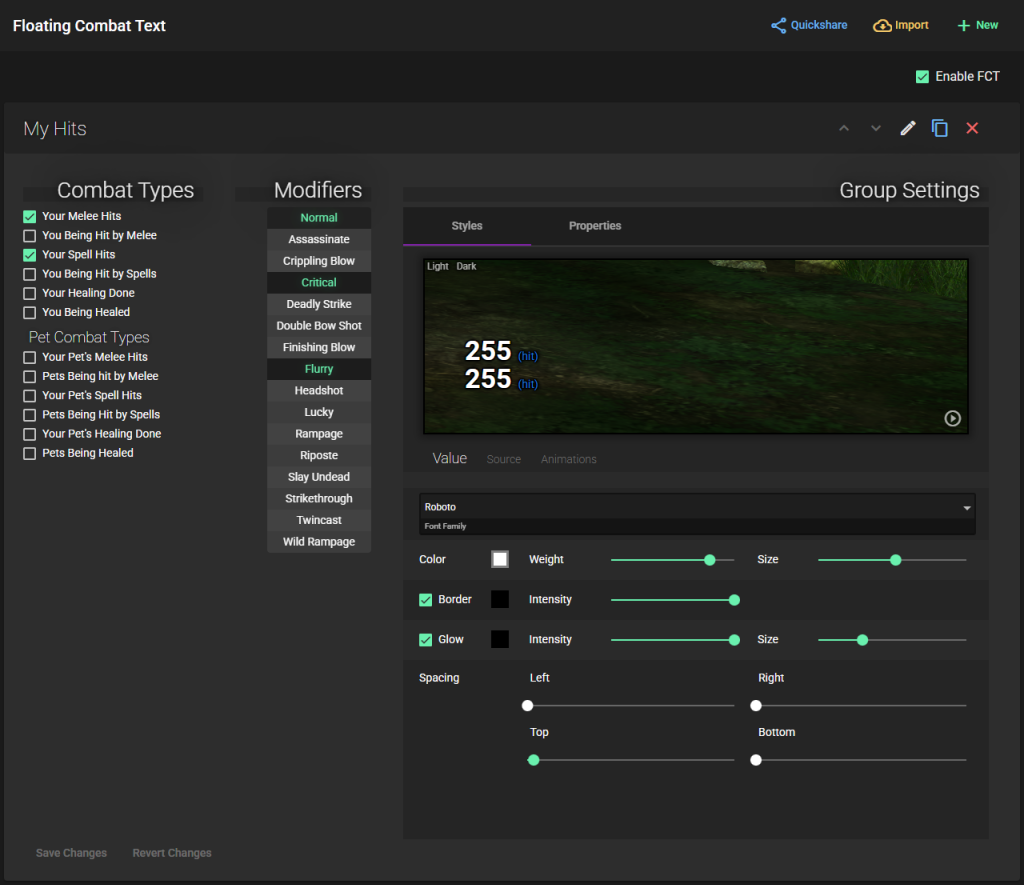 Floating Combat Text
Quickshare
Import
New
Enable FCT
My Hits
Combat Types
Your Melee Hits
You Being Hit by Melee
Your Spell Hits
You Being Hit by Spells
Your Healing Done
You Being Healed
Pet Combat Types
Your Pet's Melee Hits
Pets Being hit by Melee
Your Pet's Spell Hits
Pets Being Hit by Spells
Your Pet's Healing Done
Pets Being Healed
Modifiers
Normal
Assassinate
Crippling Blow
Critical
Deadly Strike
Double Bow Shot
Finishing Blow
Flurry
Headshot
Lucky
Rampage
Riposte
Slay Undead
Strikethrough
Twincast
Wild Rampage
Group Settings
Styles Properties
Light Dark
255 (hit)
255 (hit)
Value Source Animations
Roboto
Font Family
Color Weight Size
Border Intensity
Glow Intensity Size
Spacing Left Right
Top Bottom
Save Changes Revert Changes